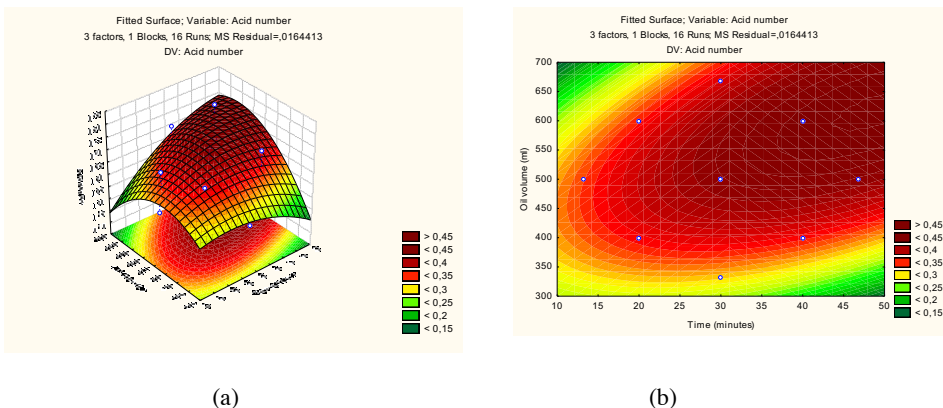 Fitted Surface; Variable: Acid number
3 factors, 1 Blocks, 16 Runs; MS Residual=,0164413
DV: Acid number
> 0,45
< 0,45
< 0,4
< 0,35
< 0,3
< 0,25
< 0,2
< 0,15
(a)
Fitted Surface; Variable: Acid number
3 factors, 1 Blocks, 16 Runs; MS Residual=,0164413
DV: Acid number
700
650
600
550
500
450
400
350
300
Oil volume (ml)
10 15 20 25 30 35 40 45 50
Time (minutes)
> 0,45
< 0,45
< 0,4
< 0,35
< 0,3
< 0,25
< 0,2
< 0,15
(b)